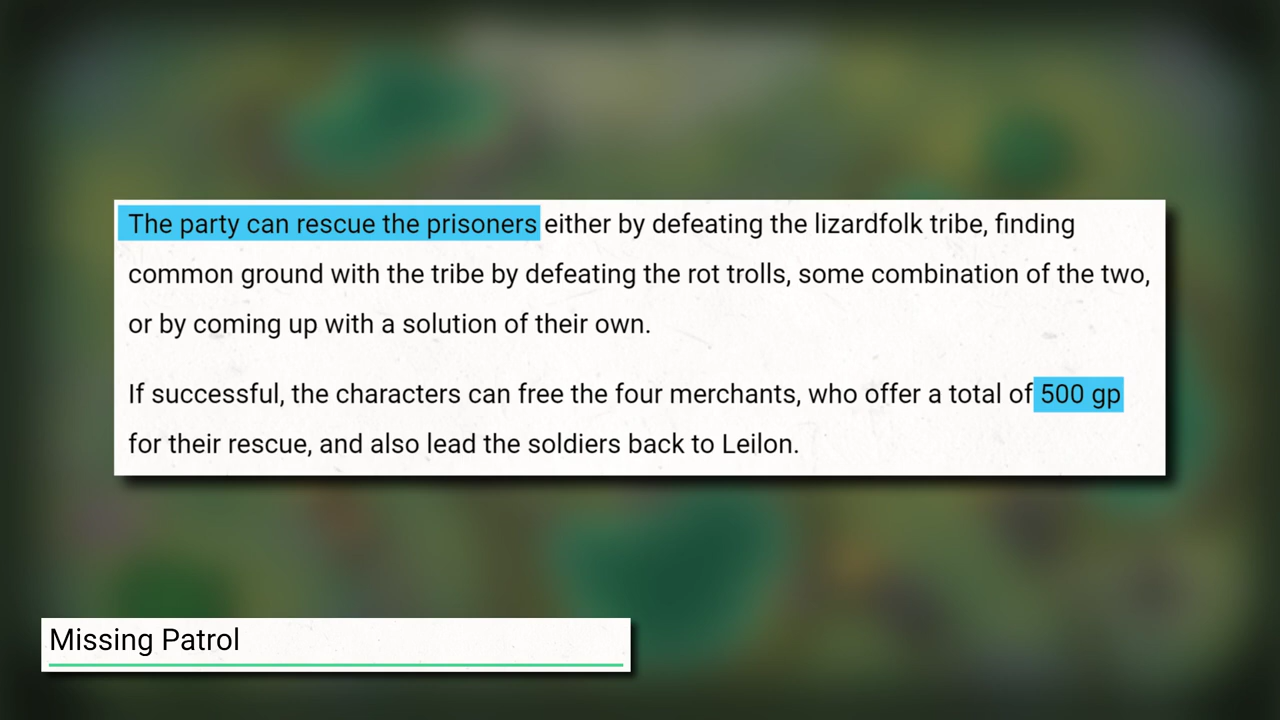 The party can rescue the prisoners either by defeating the lizardfolk tribe, finding
common ground with the tribe by defeating the rot trolls, some combination of the two,
or by coming up with a solution of their own.
If successful, the characters can free the four merchants, who offer a total of 500 gp
for their rescue, and also lead the soldiers back to Leilon.
Missing Patrol